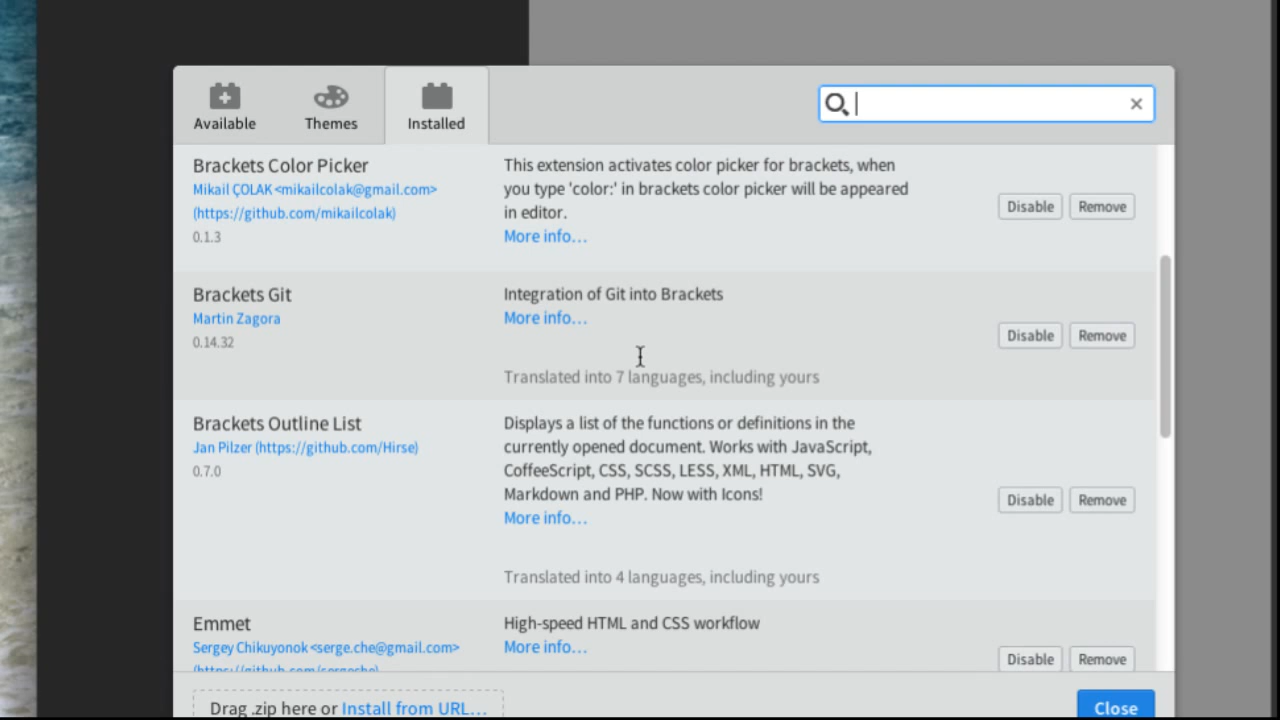 Available
Themes
Installed
Brackets Color Picker
Mikail ÇOLAK <mikailcolak@gmail.com>
(https://github.com/mikailcolak)
0.1.3
This extension activates color picker for brackets, when
you type 'color:' in brackets color picker will be appeared
in editor.
More info…
Disable
Remove
Brackets Git
Martin Zagora
0.14.32
Integration of Git into Brackets
More info…
Translated into 7 languages, including yours
Disable
Remove
Brackets Outline List
Jan Pilzer (https://github.com/Hirse)
0.7.0
Displays a list of the functions or definitions in the
currently opened document. Works with JavaScript,
CoffeeScript, CSS, SCSS, LESS, XML, HTML, SVG,
Markdown and PHP. Now with Icons!
More info…
Translated into 4 languages, including yours
Disable
Remove
Emmet
Sergey Chikuyonok <serge.che@gmail.com>
(https://github.com/sergeche)
High-speed HTML and CSS workflow
More info…
Disable
Remove
Drag .zip here or Install from URL…
Close